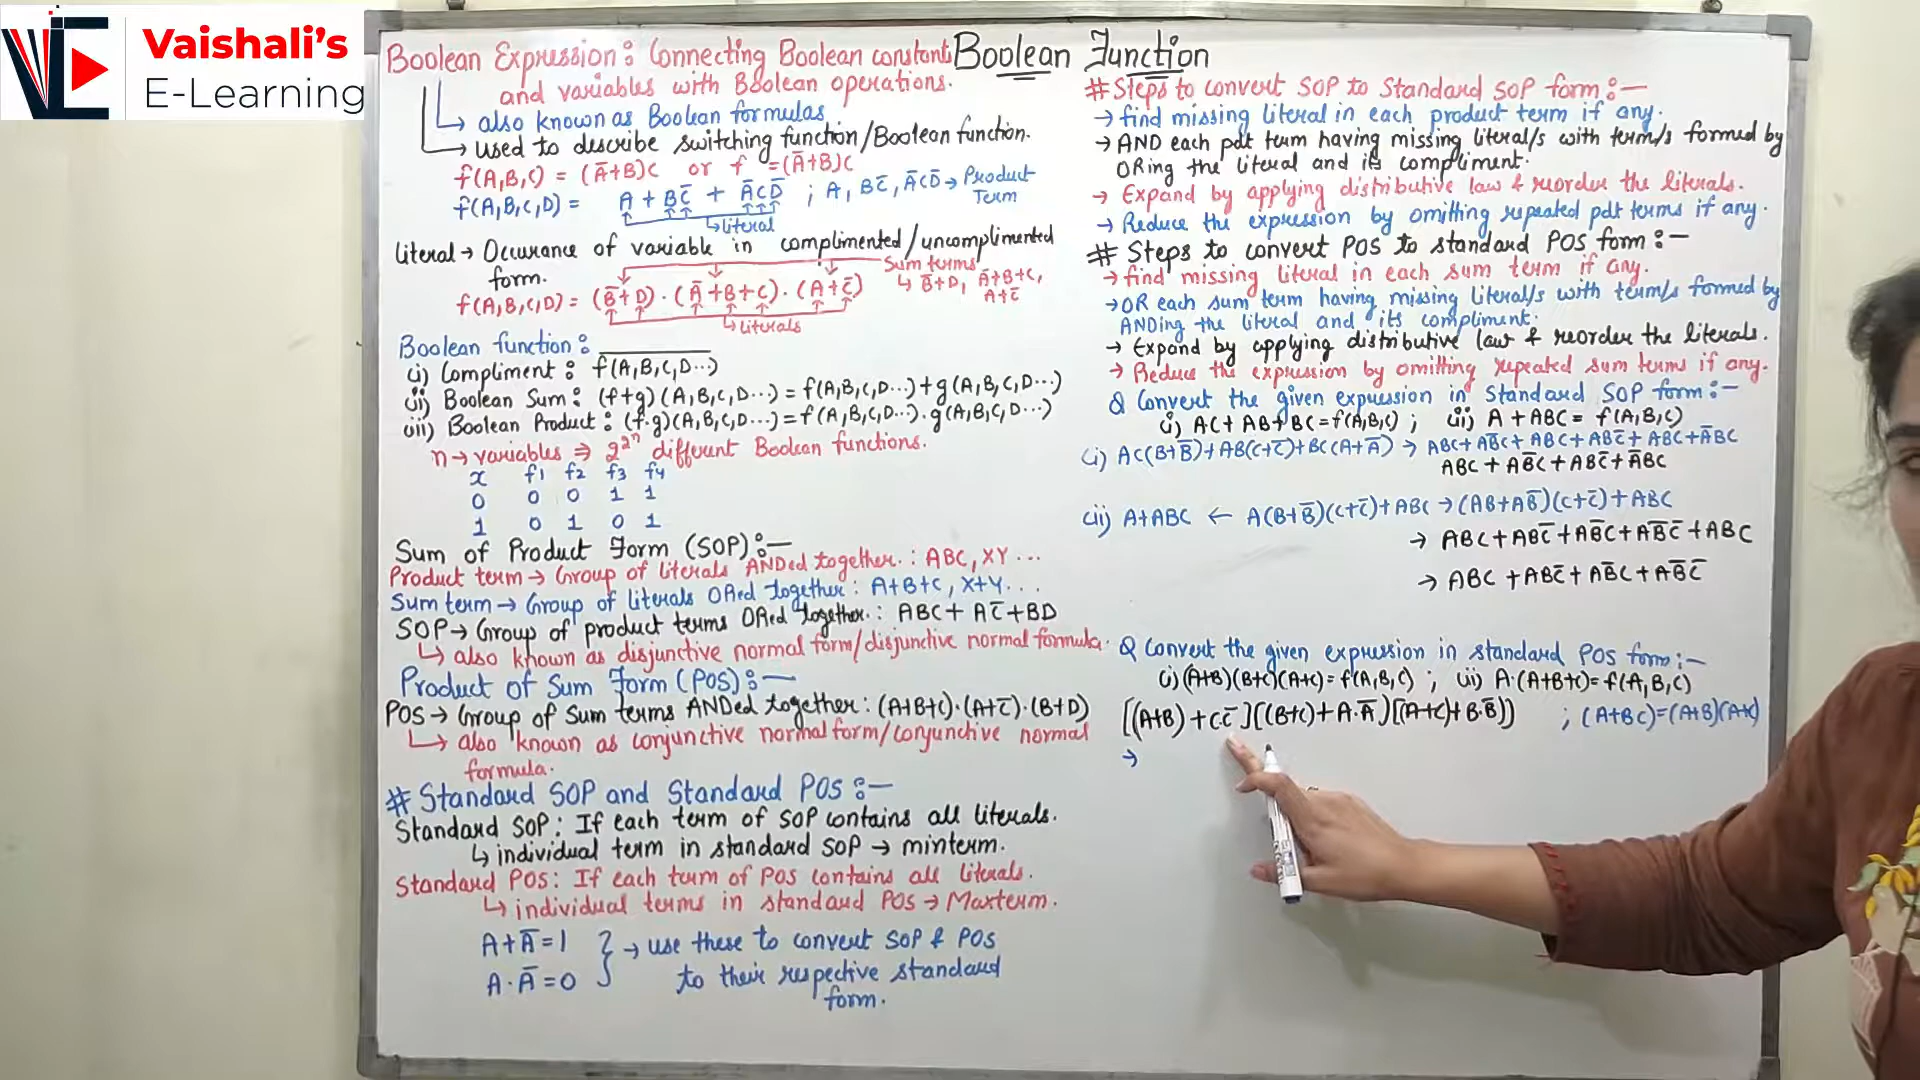 Vaishali's
E-Learning
Boolean Function
Boolean Expression: Connecting Boolean constants
and variables with Boolean operations.
↳ also known as Boolean formulas
↳ used to describe switching function/Boolean function.
f(A,B,C) = (A̅+B)C or f = (A̅+B)C
f(A,B,C,D) = A + BC̅ + A̅CD̅ ; A, BC̅, A̅CD̅ → Product
Term
↳ literal
Literal → Occurance of variable in complimented/uncomplimented
form.
Sum terms
↳ B̅+D, A̅+B+C,
A+C̅
f(A,B,C,D) = (B̅+D) · (A̅+B+C) · (A+C̅)
↳ literals
Boolean function:
(i) Compliment : f̅(̅A̅,̅B̅,̅C̅,̅D̅.̅.̅.̅)̅
(ii) Boolean Sum : (f+g)(A,B,C,D...) = f(A,B,C,D...)+g(A,B,C,D...)
(iii) Boolean Product : (f·g)(A,B,C,D...) = f(A,B,C,D...).g(A,B,C,D...)
n → variables ⇒ 2^2^n different Boolean functions.
x f1 f2 f3 f4
0 0 0 1 1
1 0 1 0 1
Sum of Product Form (SOP):—
Product term → Group of literals ANDed together. : ABC, XY ...
Sum term → Group of literals ORed together : A+B+C, X+Y...
SOP → Group of product terms ORed together. : ABC + AC̅ + BD
↳ also known as disjunctive normal form/disjunctive normal formula.
Product of Sum Form (POS):—
POS → Group of sum terms ANDed together : (A+B+C)·(A+C̅)·(B+D)
↳ also known as conjunctive normal form/conjunctive normal
formula.
# Standard SOP and Standard POS :—
Standard SOP : If each term of SOP contains all literals.
↳ individual term in standard SOP → minterm.
Standard POS : If each term of POS contains all literals.
↳ individual terms in standard POS → Maxterm.
A+A̅=1 } → use these to convert SOP & POS
A·A̅=0 to their respective standard
form.
# Steps to convert SOP to Standard SOP form :—
→ find missing literal in each product term if any.
→ AND each pdt term having missing literal/s with term/s formed by
ORing the literal and its compliment.
→ Expand by applying distributive law & reorder the literals.
→ Reduce the expression by omitting repeated pdt terms if any.
# Steps to convert POS to standard POS form :—
→ find missing literal in each sum term if any.
→ OR each sum term having missing literal/s with term/s formed by
ANDing the literal and its compliment.
→ Expand by applying distributive law & reorder the literals.
→ Reduce the expression by omitting repeated sum terms if any.
Q Convert the given expression in Standard SOP form :—
(i) AC + AB + BC = f(A,B,C) ; (ii) A + ABC = f(A,B,C)
(i) AC(B+B̅)+AB(C+C̅)+BC(A+A̅) → ABC+AB̅C+ABC+ABC̅+ABC+A̅BC
ABC + AB̅C + ABC̅ + A̅BC
(ii) A+ABC ← A(B+B̅)(C+C̅)+ABC → (AB+AB̅)(C+C̅)+ABC
→ ABC + ABC̅ + AB̅C + AB̅C̅ + ABC
→ ABC + ABC̅ + AB̅C + AB̅C̅
Q Convert the given expression in standard POS form :—
(i) (A+B)(B+C)(A+C) = f(A,B,C) ; (ii) A·(A+B+C) = f(A,B,C)
[(A+B)+C·C̅][(B+C)+A·A̅)[(A+C)+B·B̅)] ; (A+BC)=(A+B)(A+C)
→